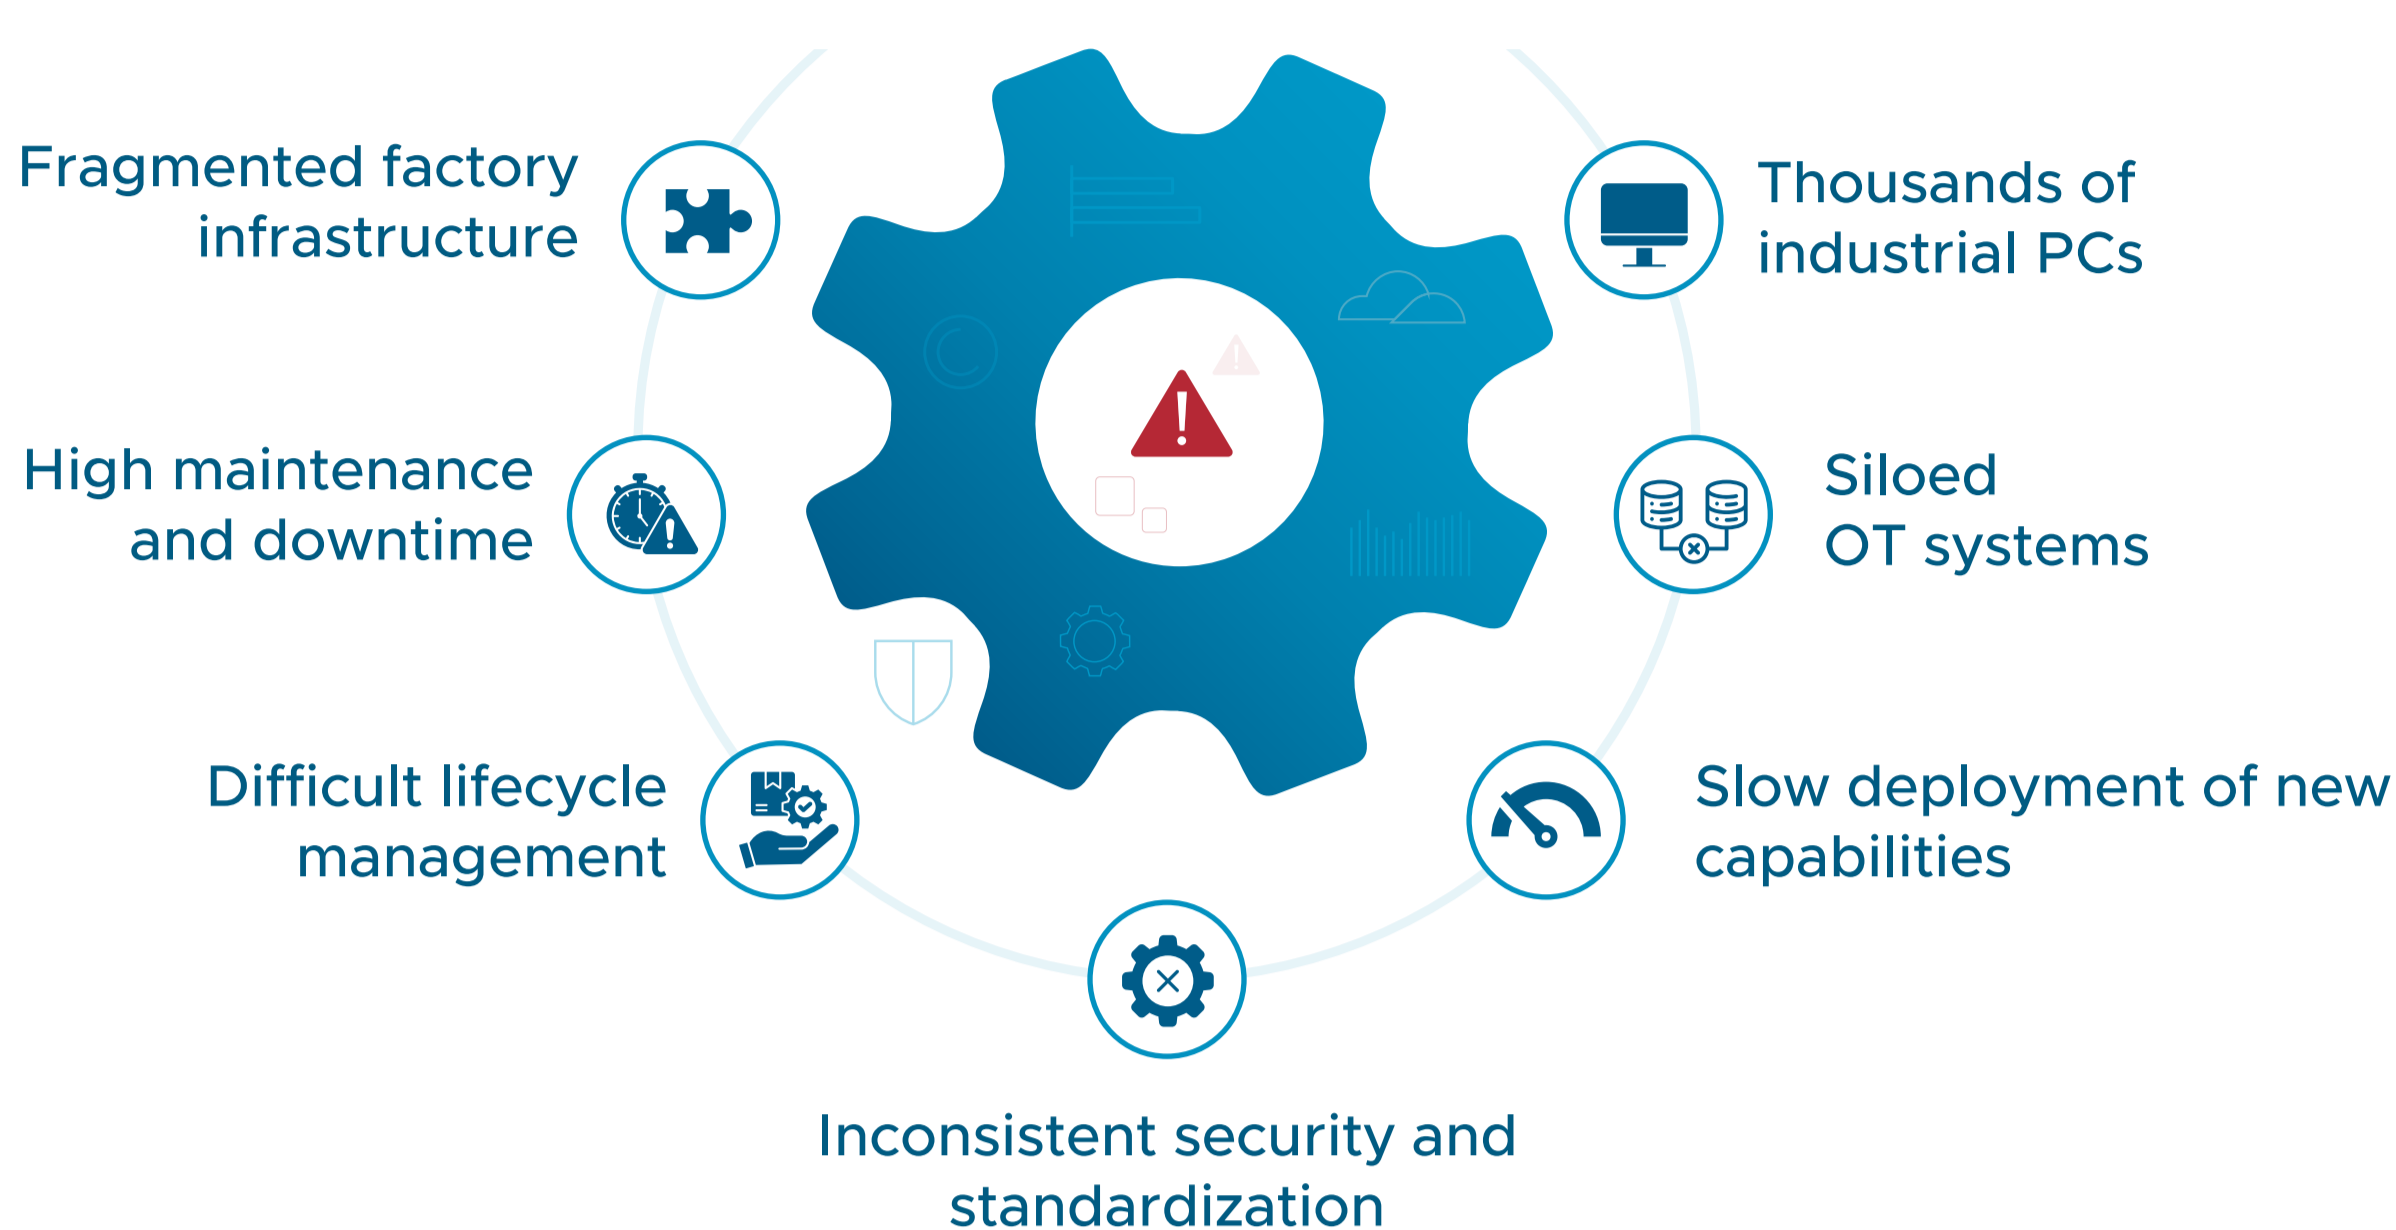 Fragmented factory
infrastructure
Thousands of
industrial PCs
High maintenance
and downtime
Siloed
OT systems
Difficult lifecycle
management
Slow deployment of new
capabilities
Inconsistent security and
standardization